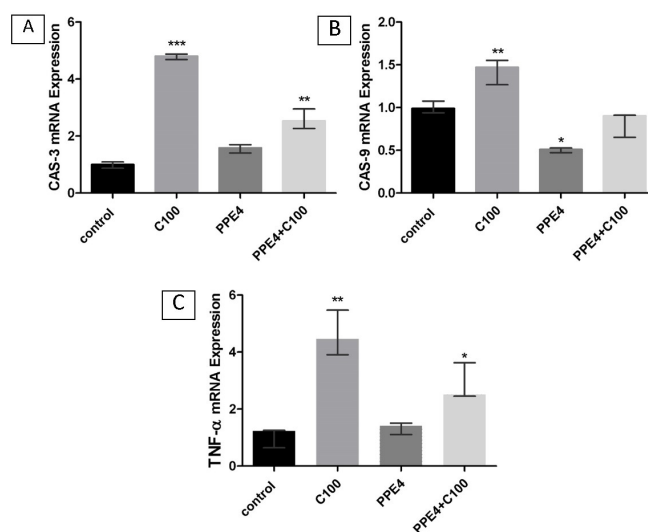 A
CAS-3 mRNA Expression
6
4
2
0
***
**
control
C100
PPE4
PPE4+C100
B
CAS-9 mRNA Expression
2.0
1.5
1.0
0.5
0.0
**
*
control
C100
PPE4
PPE4+C100
C
TNF-α mRNA Expression
6
4
2
0
**
*
control
C100
PPE4
PPE4+C100